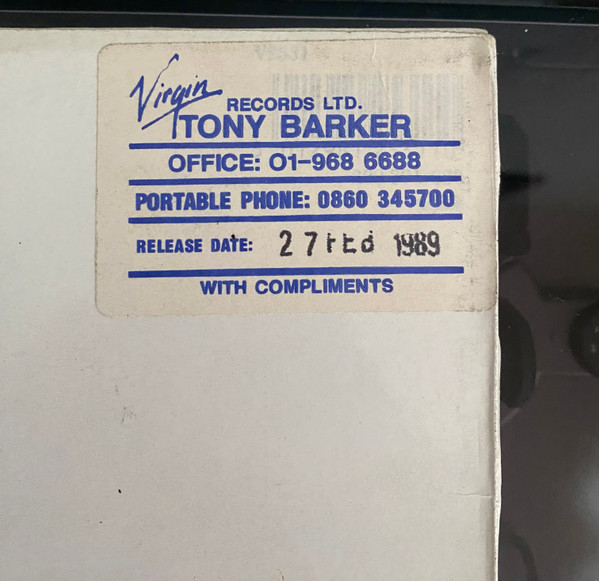 Virgin RECORDS LTD.
TONY BARKER
OFFICE: 01-968 6688
PORTABLE PHONE: 0860 345700
RELEASE DATE: 27 FEB 1989
WITH COMPLIMENTS